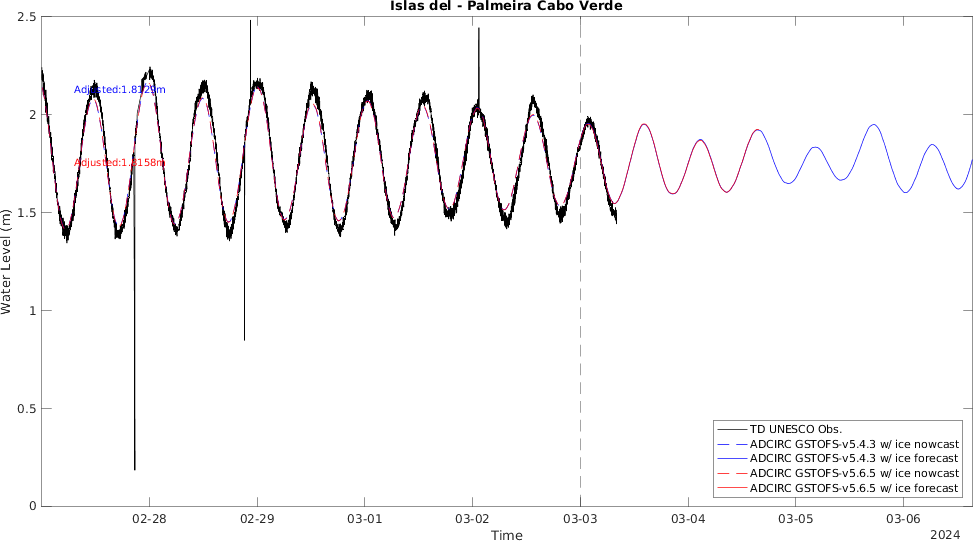 Islas del - Palmeira Cabo Verde
2.5
2
1.5
1
0.5
0
Water Level (m)
Adjusted:1.8129m
Adjusted:1.8158m
02-28
02-29
03-01
03-02
03-03
03-04
03-05
03-06
Time
2024
TD UNESCO Obs.
ADCIRC GSTOFS-v5.4.3 w/ ice nowcast
ADCIRC GSTOFS-v5.4.3 w/ ice forecast
ADCIRC GSTOFS-v5.6.5 w/ ice nowcast
ADCIRC GSTOFS-v5.6.5 w/ ice forecast